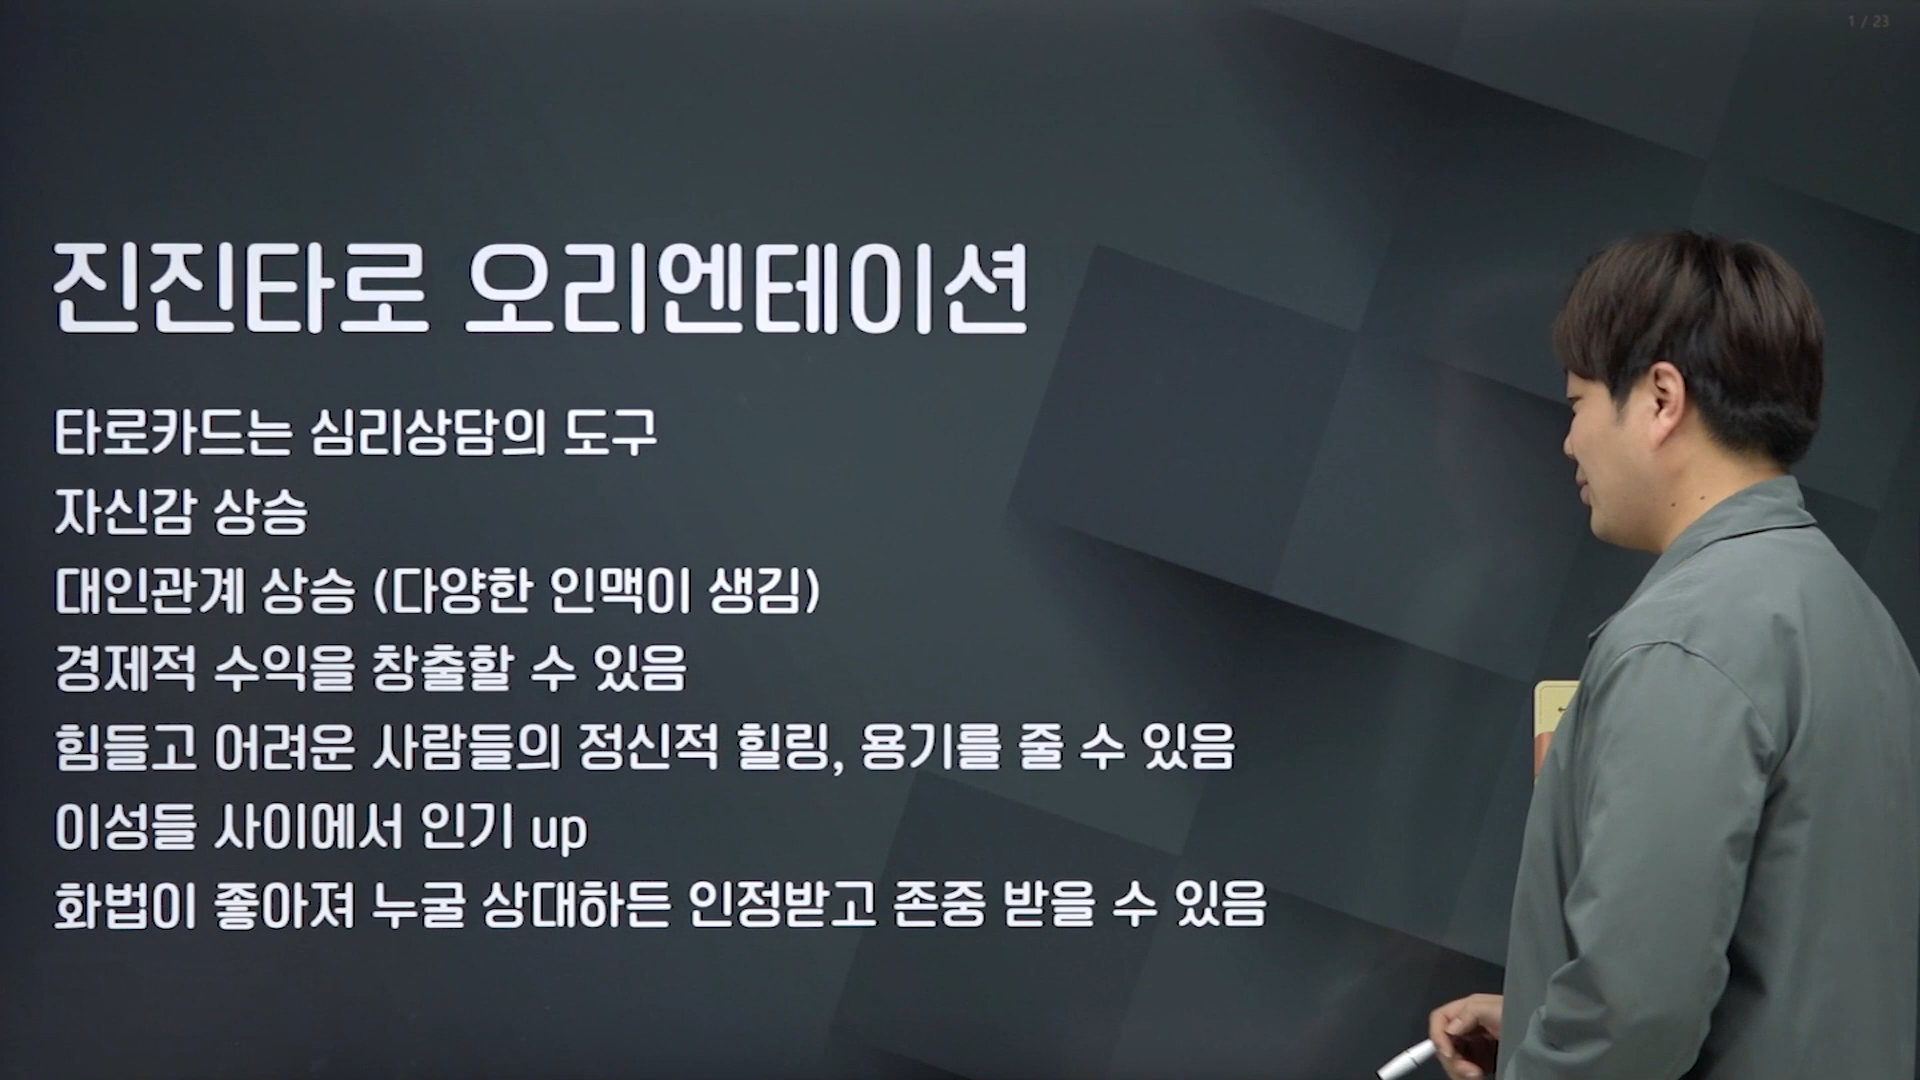 1 / 23
진진타로 오리엔테이션
타로카드는 심리상담의 도구
자신감 상승
대인관계 상승 (다양한 인맥이 생김)
경제적 수익을 창출할 수 있음
힘들고 어려운 사람들의 정신적 힐링, 용기를 줄 수 있음
이성들 사이에서 인기 up
화법이 좋아져 누굴 상대하든 인정받고 존중 받을 수 있음